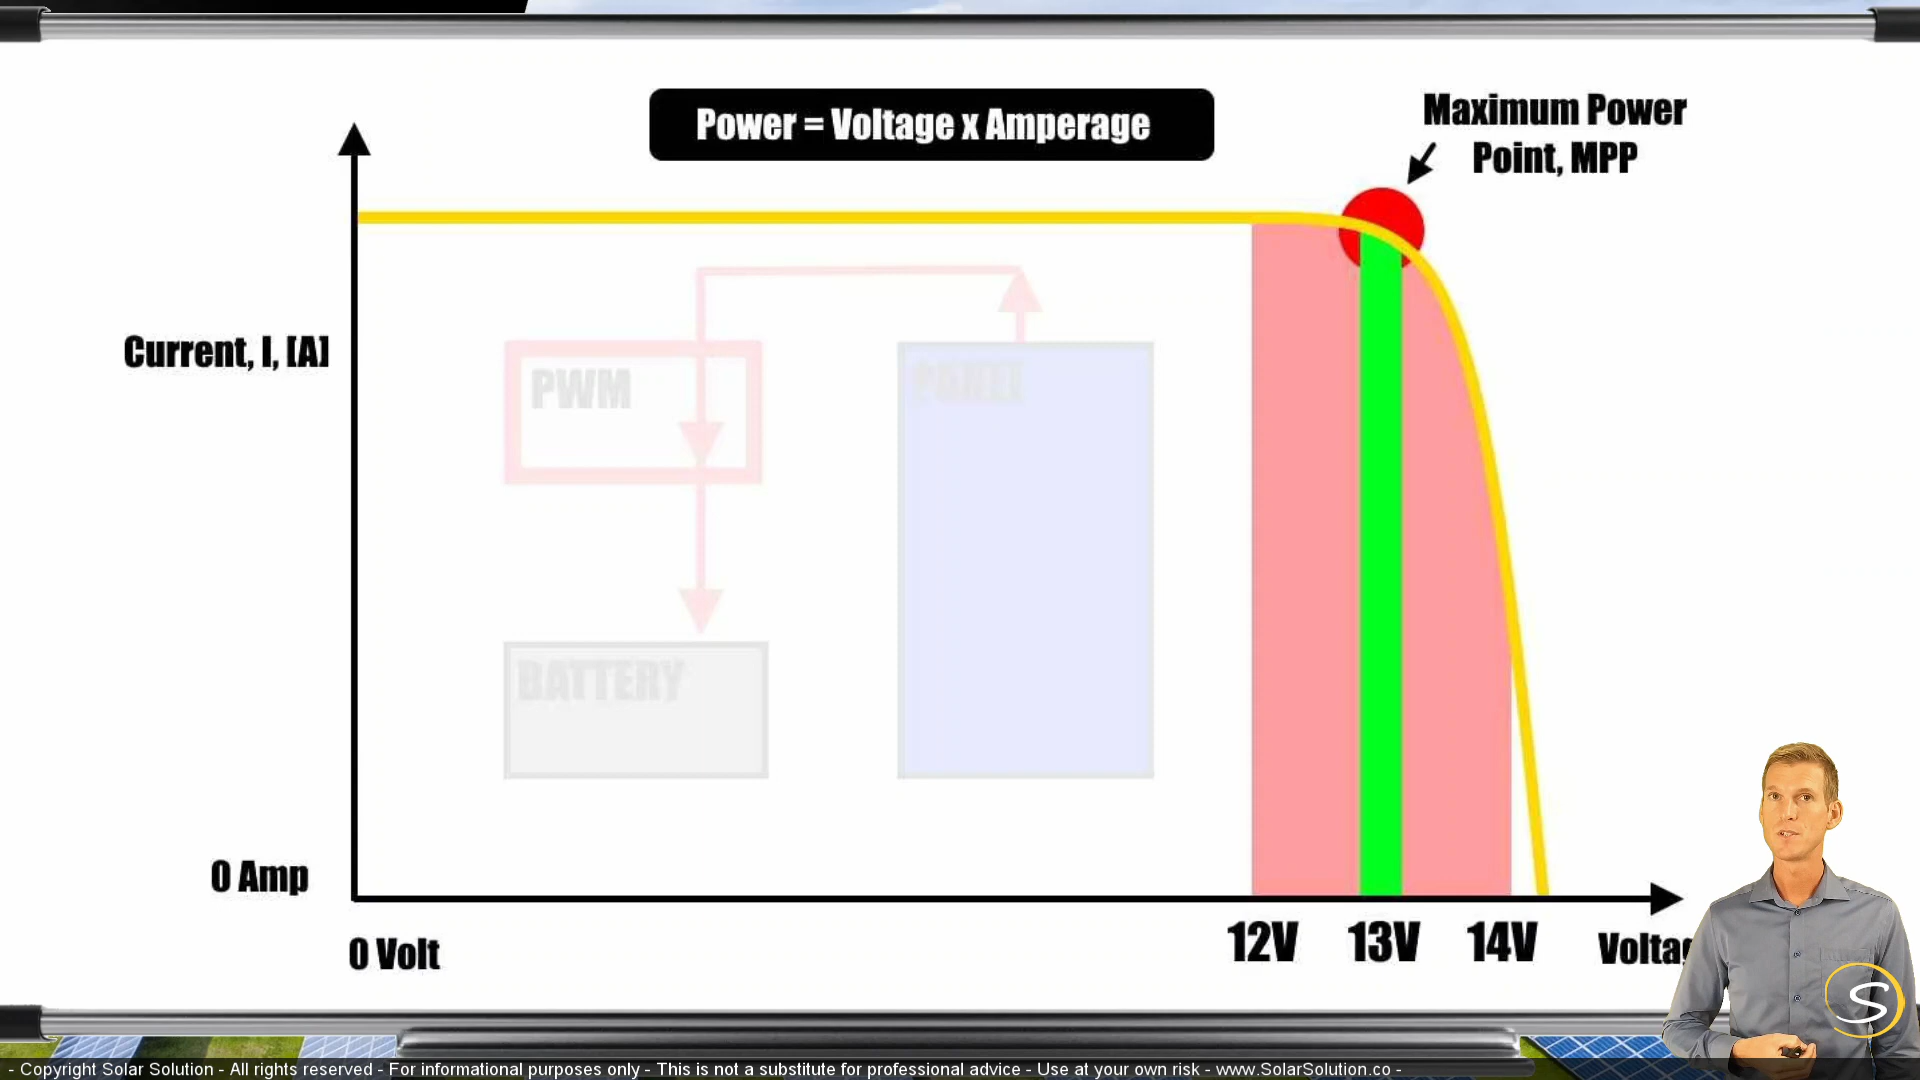 Power = Voltage x Amperage
Maximum Power
Point, MPP
Current, I, [A]
PWM
PANEL
BATTERY
0 Amp
0 Volt
12V
13V
14V
Voltag
S
- Copyright Solar Solution - All rights reserved - For informational purposes only - This is not a substitute for professional advice - Use at your own risk - www.SolarSolution.co -